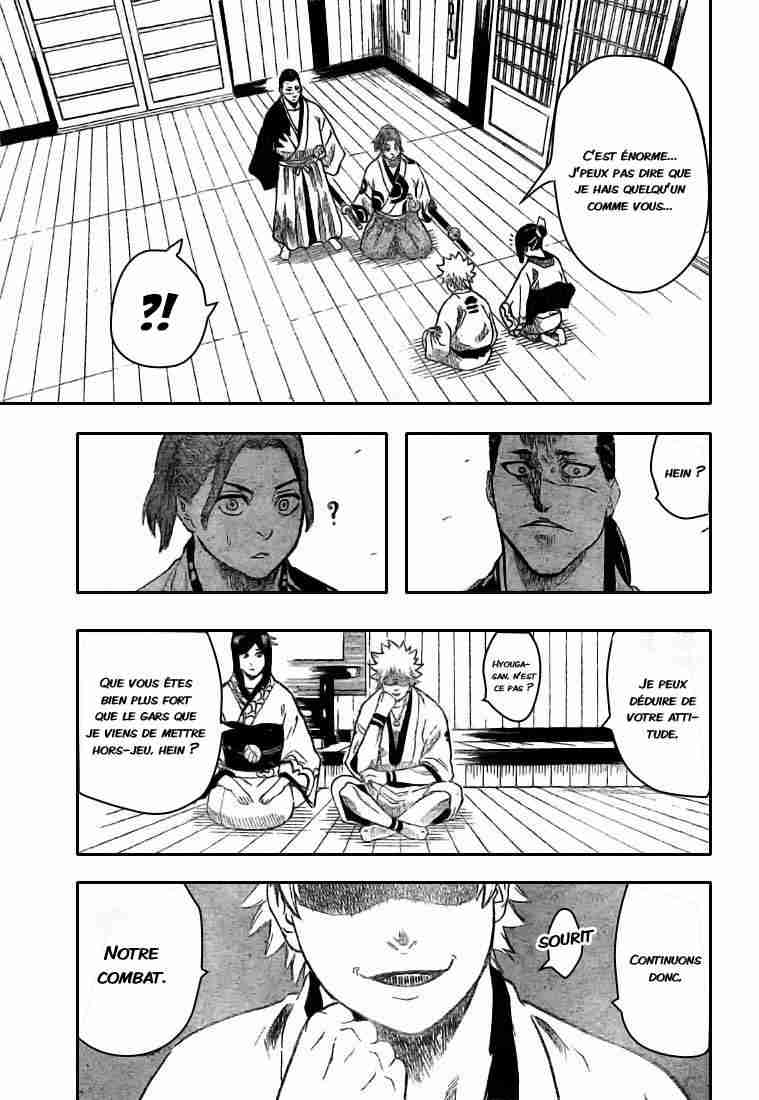 C'EST ÉNORME...
J'PEUX PAS DIRE QUE
JE HAIS QUELQU'UN
COMME VOUS...
?!
HEIN ?
?
JE PEUX
DÉDUIRE DE
VOTRE ATTI-
TUDE.
HYOUGA-
SAN, N'EST
CE PAS ?
QUE VOUS ÊTES
BIEN PLUS FORT
QUE LE GARS QUE
JE VIENS DE METTRE
HORS-JEU, HEIN ?
CONTINUONS
DONC.
SOURIT
NOTRE
COMBAT.